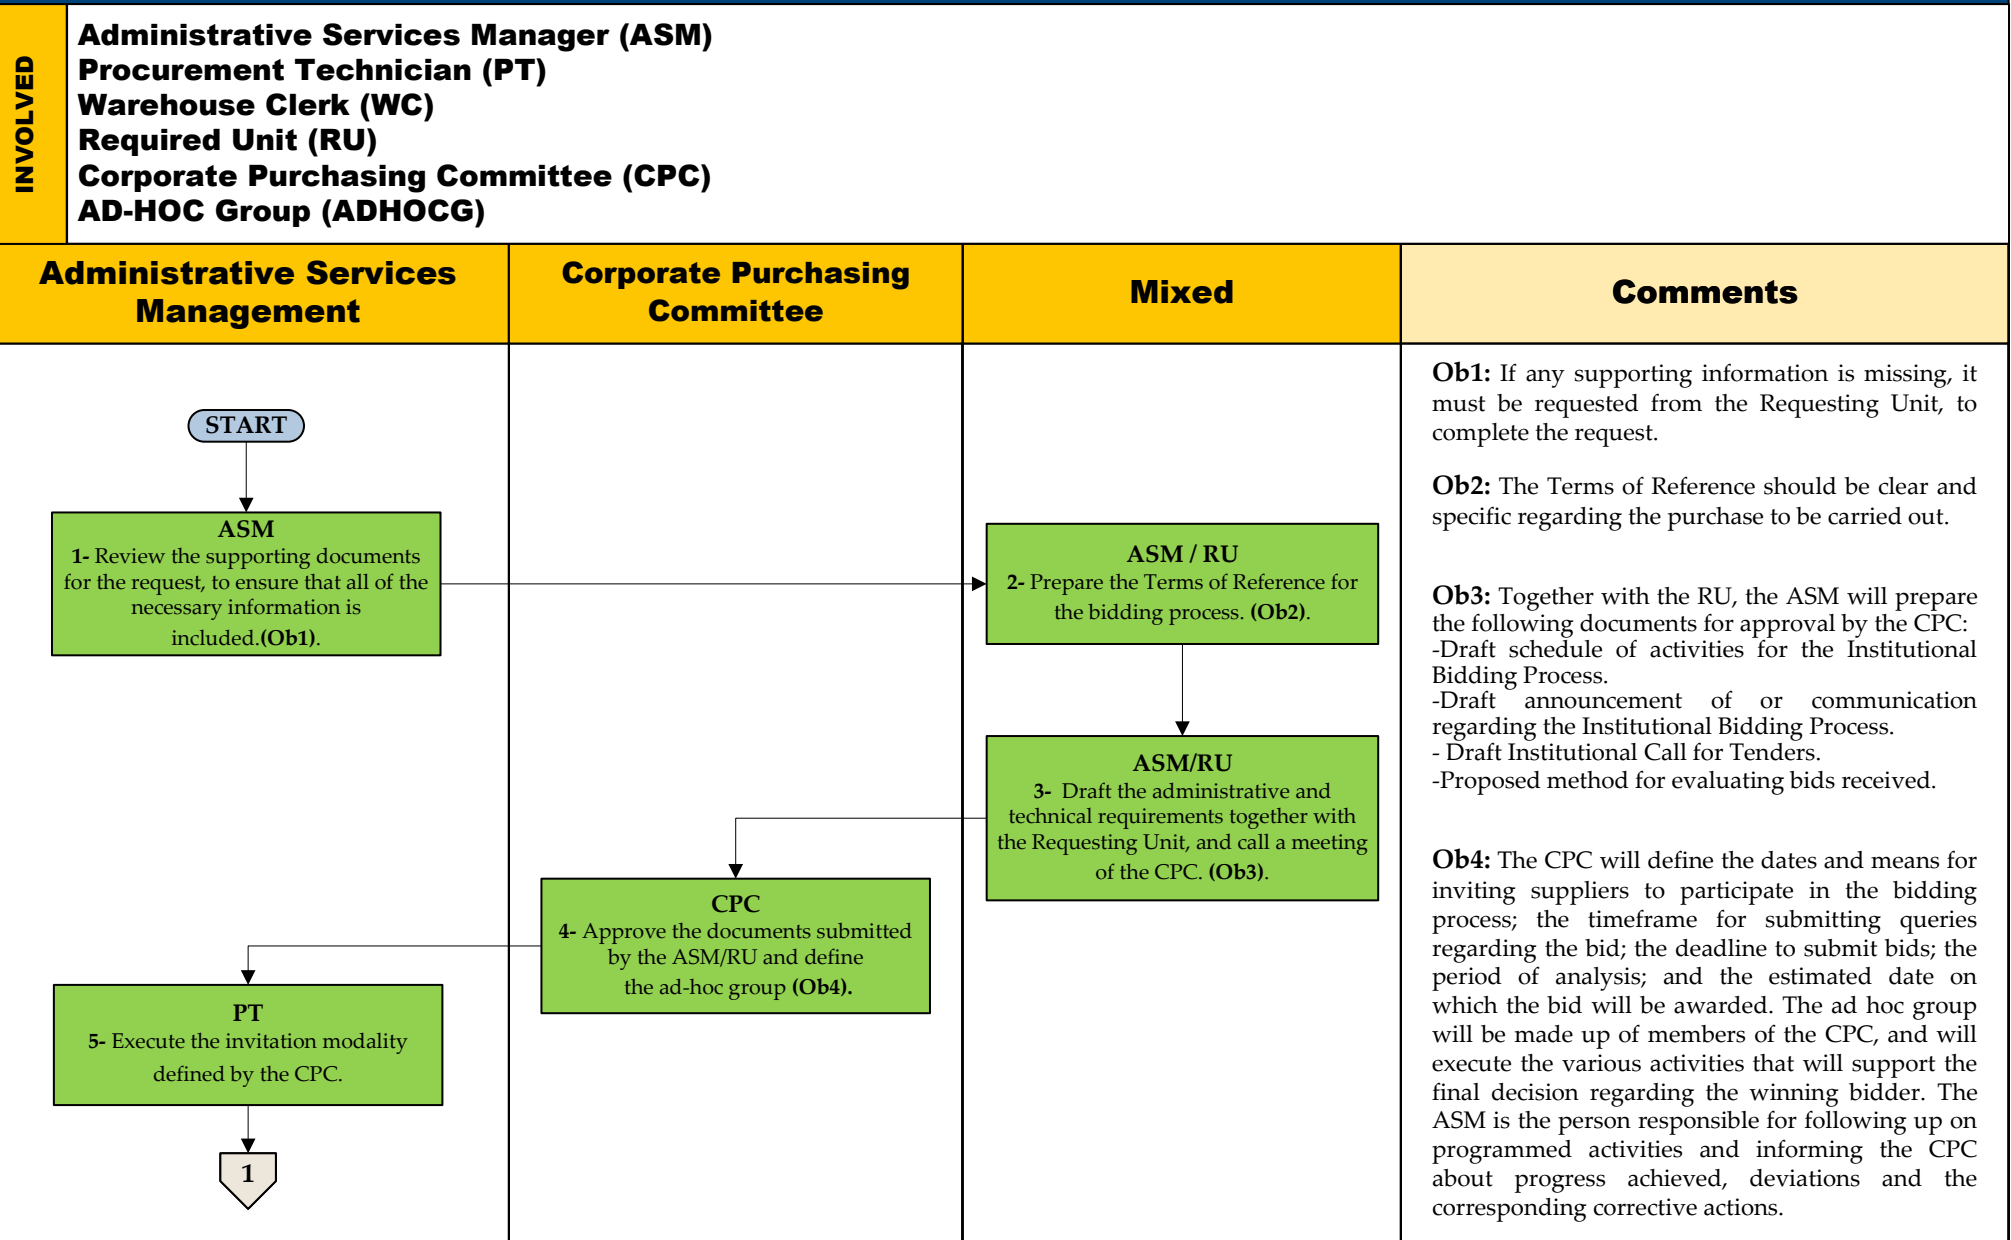 INVOLVED
Administrative Services Manager (ASM)
Procurement Technician (PT)
Warehouse Clerk (WC)
Required Unit (RU)
Corporate Purchasing Committee (CPC)
AD-HOC Group (ADHOCG)
Administrative Services
Management
Corporate Purchasing
Committee
Mixed
Comments
START
ASM
1- Review the supporting documents
for the request, to ensure that all of the
necessary information is
included.(Ob1).
ASM / RU
2- Prepare the Terms of Reference for
the bidding process. (Ob2).
ASM/RU
3- Draft the administrative and
technical requirements together with
the Requesting Unit, and call a meeting
of the CPC. (Ob3).
CPC
4- Approve the documents submitted
by the ASM/RU and define
the ad-hoc group (Ob4).
PT
5- Execute the invitation modality
defined by the CPC.
1
Ob1: If any supporting information is missing, it
must be requested from the Requesting Unit, to
complete the request.
Ob2: The Terms of Reference should be clear and
specific regarding the purchase to be carried out.
Ob3: Together with the RU, the ASM will prepare
the following documents for approval by the CPC:
-Draft schedule of activities for the Institutional
Bidding Process.
-Draft announcement of or communication
regarding the Institutional Bidding Process.
- Draft Institutional Call for Tenders.
-Proposed method for evaluating bids received.
Ob4: The CPC will define the dates and means for
inviting suppliers to participate in the bidding
process; the timeframe for submitting queries
regarding the bid; the deadline to submit bids; the
period of analysis; and the estimated date on
which the bid will be awarded. The ad hoc group
will be made up of members of the CPC, and will
execute the various activities that will support the
final decision regarding the winning bidder. The
ASM is the person responsible for following up on
programmed activities and informing the CPC
about progress achieved, deviations and the
corresponding corrective actions.